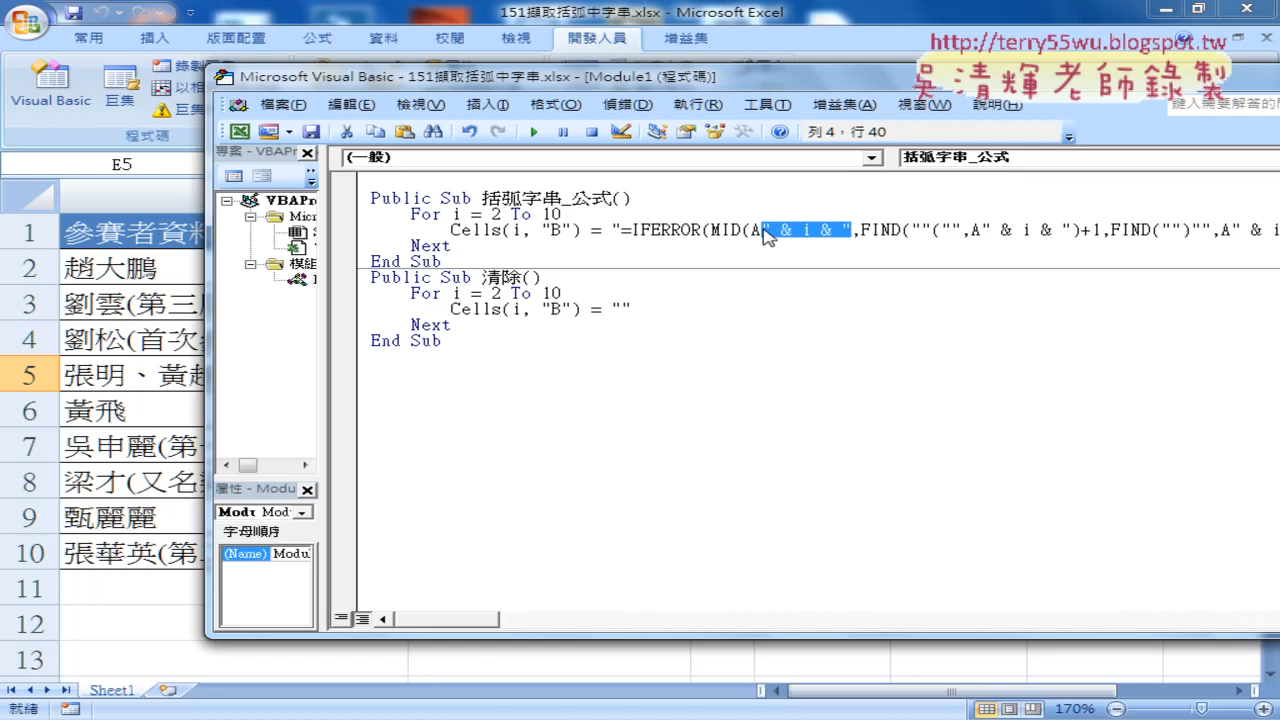 151擷取括弧中字串.xlsx - Microsoft Excel
常用 插入 版面配置 公式 資料 校閱 檢視 開發人員 增益集
http://terry55wu.blogspot.tw
吳清輝老師錄製
Visual Basic 巨集
程式碼
鍵入需要解答的
Microsoft Visual Basic - 151擷取括弧中字串.xlsx - [Module1 (程式碼)]
檔案(F) 編輯(E) 檢視(V) 插入(I) 格式(O) 偵錯(D) 執行(R) 工具(T) 增益集(A) 視窗(W) 說明(H)
列 4，行 40
專案 - VBAPr
(一般) 括弧字串_公式
E5
VBAPro
Micr
模組
Public Sub 括弧字串_公式()
For i = 2 To 10
Cells(i, "B") = "=IFERROR(MID(A" & i & ",FIND(""("",A" & i & ")+1,FIND("")"",A" & i
Next
End Sub
Public Sub 清除()
For i = 2 To 10
Cells(i, "B") = ""
Next
End Sub
屬性 - Modu
字母順序
(Name) Modu
1 參賽者資料
2 趙大鵬
3 劉雲(第三
4 劉松(首次
5 張明、黃
6 黃飛
7 吳申麗(第
8 梁才(又名
9 甄麗麗
10 張華英(第
11
12
13
Sheet1
就緒 170%